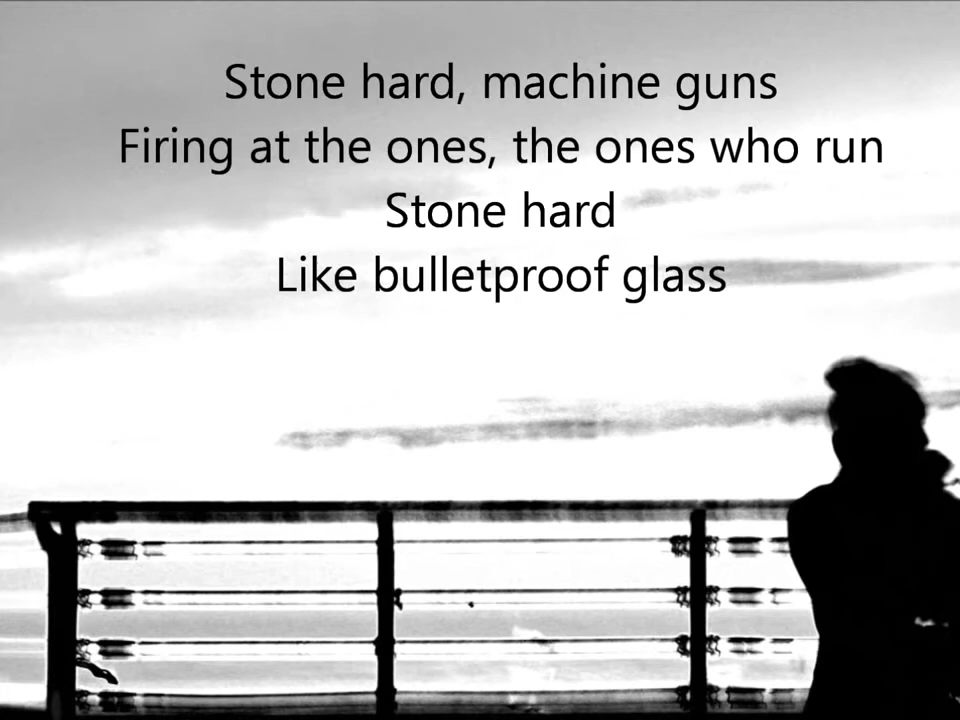 Stone hard, machine guns
Firing at the ones, the ones who run
Stone hard
Like bulletproof glass